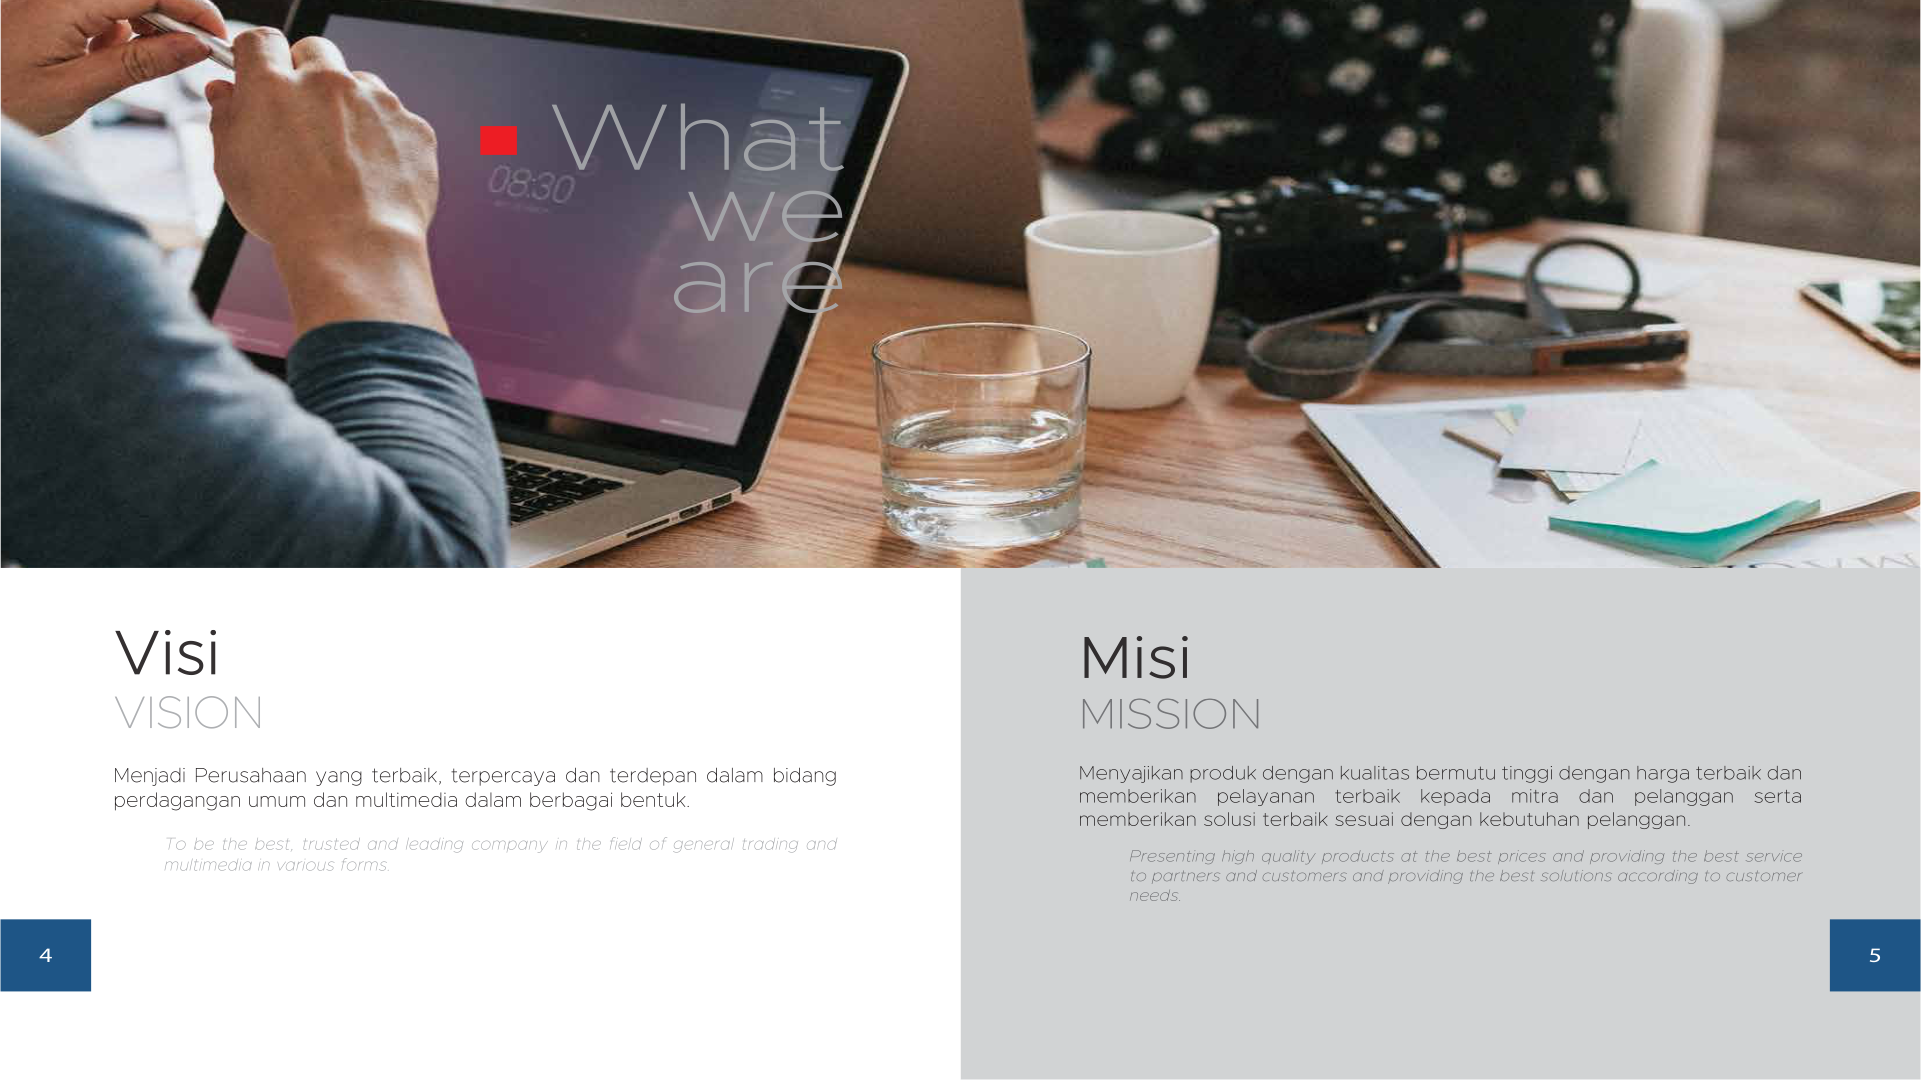 What
we
are
08:30
Visi
VISION
Menjadi Perusahaan yang terbaik, terpercaya dan terdepan dalam bidang
perdagangan umum dan multimedia dalam berbagai bentuk.
To be the best, trusted and leading company in the field of general trading and
multimedia in various forms.
4
Misi
MISSION
Menyajikan produk dengan kualitas bermutu tinggi dengan harga terbaik dan
memberikan pelayanan terbaik kepada mitra dan pelanggan serta
memberikan solusi terbaik sesuai dengan kebutuhan pelanggan.
Presenting high quality products at the best prices and providing the best service
to partners and customers and providing the best solutions according to customer
needs.
5